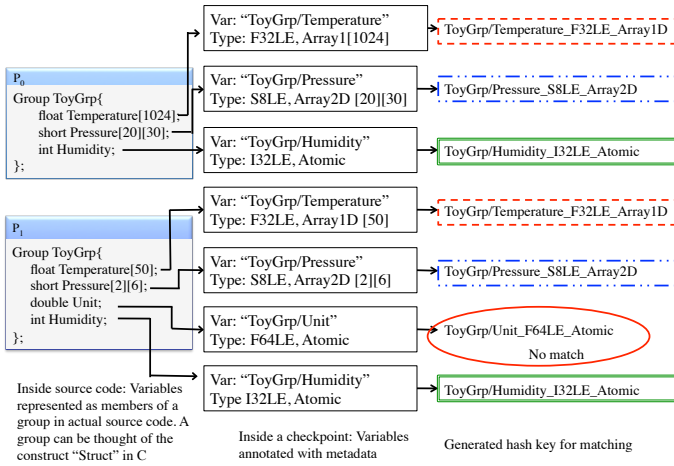 Var: “ToyGrp/Temperature”
Type: F32LE, Array1[1024]
ToyGrp/Temperature_F32LE_Array1D
P0
Group ToyGrp{
float Temperature[1024];
short Pressure[20][30];
int Humidity;
};
Var: “ToyGrp/Pressure”
Type: S8LE, Array2D [20][30]
ToyGrp/Pressure_S8LE_Array2D
Var: “ToyGrp/Humidity”
Type: I32LE, Atomic
ToyGrp/Humidity_I32LE_Atomic
P1
Group ToyGrp{
float Temperature[50];
short Pressure[2][6];
double Unit;
int Humidity;
};
Var: “ToyGrp/Temperature”
Type: F32LE, Array1D [50]
ToyGrp/Temperature_F32LE_Array1D
Var: “ToyGrp/Pressure”
Type: S8LE, Array2D [2][6]
ToyGrp/Pressure_S8LE_Array2D
Var: “ToyGrp/Unit”
Type: F64LE, Atomic
ToyGrp/Unit_F64LE_Atomic
No match
Var: “ToyGrp/Humidity”
Type I32LE, Atomic
ToyGrp/Humidity_I32LE_Atomic
Inside source code: Variables
represented as members of a
group in actual source code. A
group can be thought of the
construct “Struct” in C
Inside a checkpoint: Variables
annotated with metadata
Generated hash key for matching